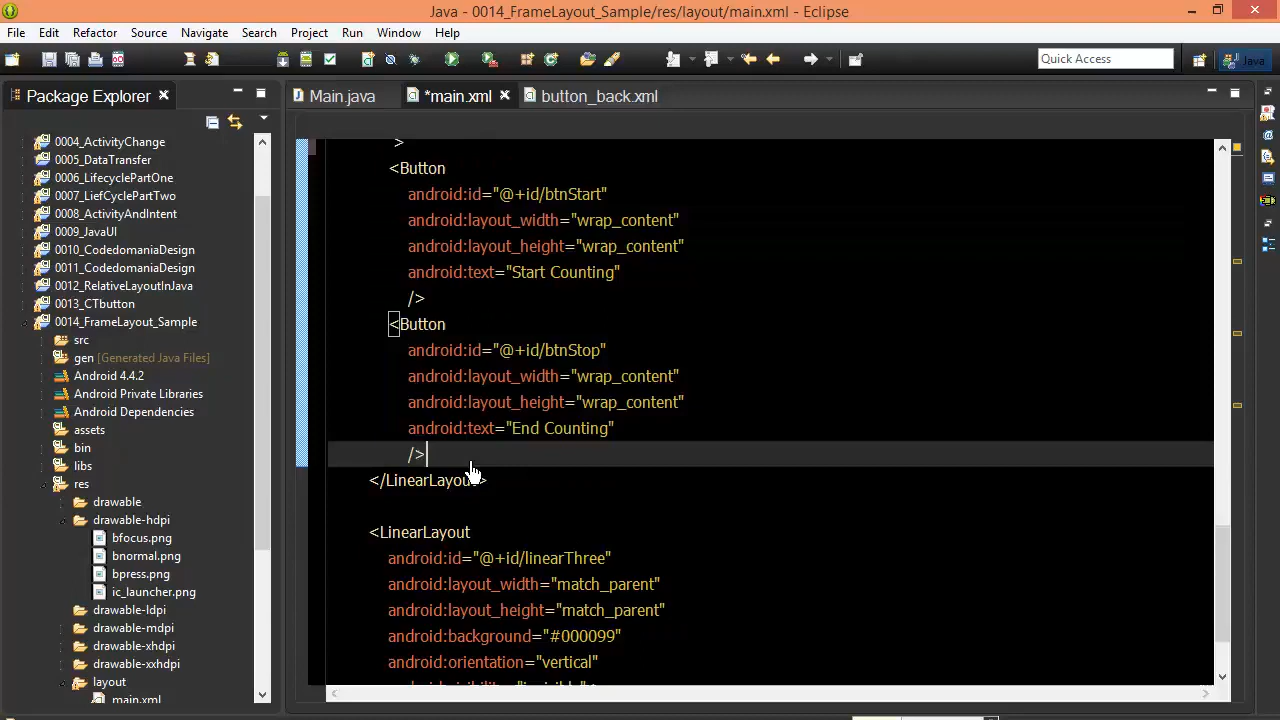 Java - 0014_FrameLayout_Sample/res/layout/main.xml - Eclipse
File Edit Refactor Source Navigate Search Project Run Window Help
Quick Access
Java
Package Explorer
Main.java
*main.xml
button_back.xml
0004_ActivityChange
0005_DataTransfer
0006_LifecyclePartOne
0007_LiefCyclePartTwo
0008_ActivityAndIntent
0009_JavaUI
0010_CodedomaniaDesign
0011_CodedomaniaDesign
0012_RelativeLayoutInJava
0013_CTbutton
0014_FrameLayout_Sample
src
gen [Generated Java Files]
Android 4.4.2
Android Private Libraries
Android Dependencies
assets
bin
libs
res
drawable
drawable-hdpi
bfocus.png
bnormal.png
bpress.png
ic_launcher.png
drawable-ldpi
drawable-mdpi
drawable-xhdpi
drawable-xxhdpi
layout
main.xml
>
<Button
android:id="@+id/btnStart"
android:layout_width="wrap_content"
android:layout_height="wrap_content"
android:text="Start Counting"
/>
<Button
android:id="@+id/btnStop"
android:layout_width="wrap_content"
android:layout_height="wrap_content"
android:text="End Counting"
/>
</LinearLayout>
<LinearLayout
android:id="@+id/linearThree"
android:layout_width="match_parent"
android:layout_height="match_parent"
android:background="#000099"
android:orientation="vertical"